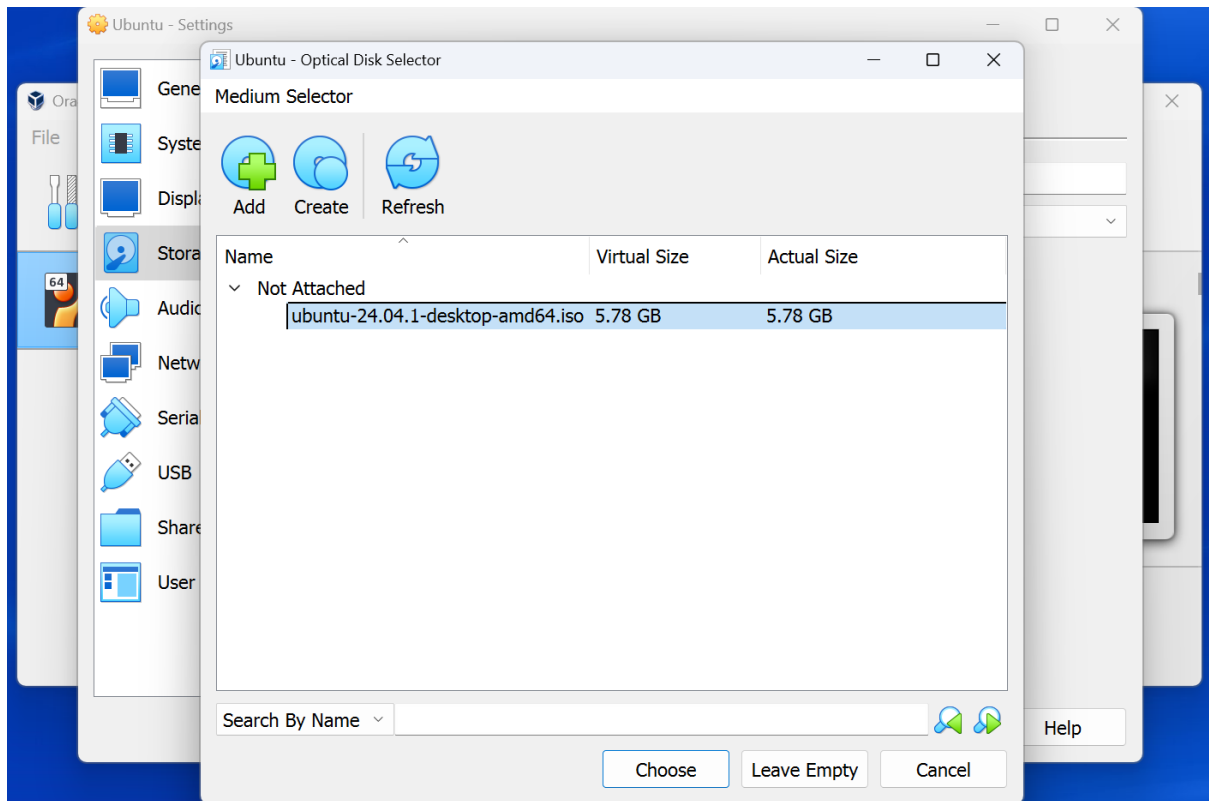 Ubuntu - Settings
Ubuntu - Optical Disk Selector
Medium Selector
Ora
File
Gene
Syste
Displa
Stora
Audio
Netw
Serial
USB
Share
User
64
Add
Create
Refresh
Name
Virtual Size
Actual Size
Not Attached
ubuntu-24.04.1-desktop-amd64.iso 5.78 GB 5.78 GB
Search By Name
Choose
Leave Empty
Cancel
Help